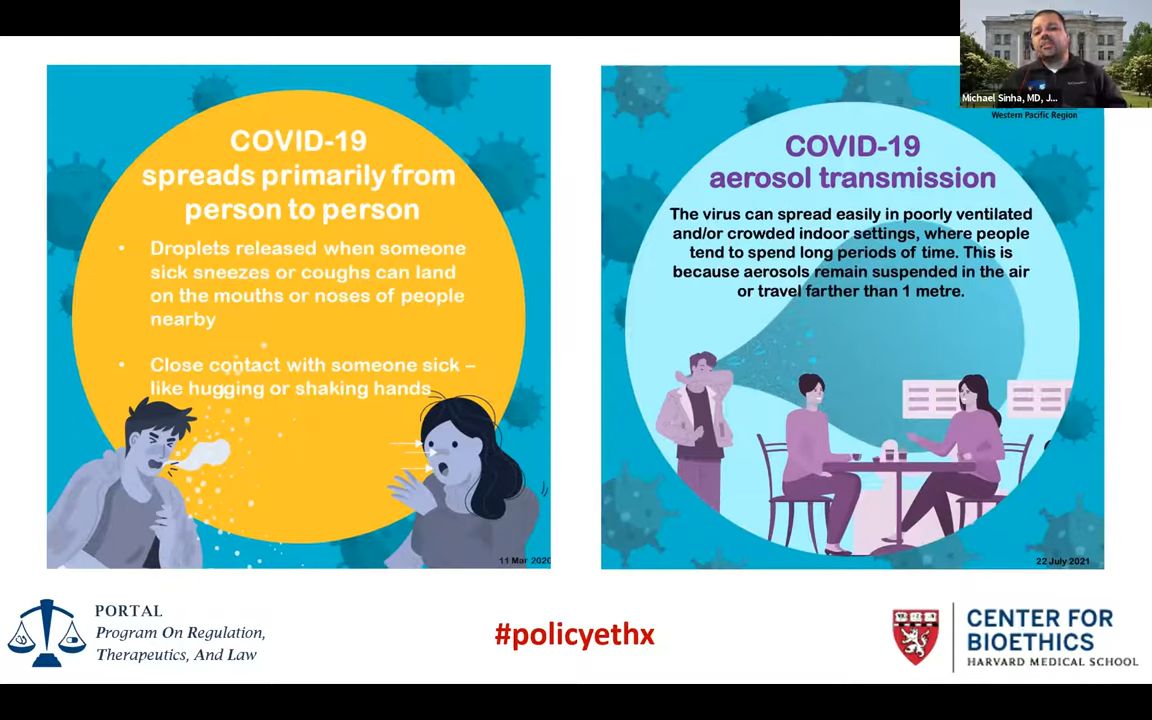 COVID-19
spreads primarily from
person to person
• Droplets released when someone
sick sneezes or coughs can land
on the mouths or noses of people
nearby
• Close contact with someone sick –
like hugging or shaking hands
11 Mar 2020
Michael Sinha, MD, J...
Western Pacific Region
COVID-19
aerosol transmission
The virus can spread easily in poorly ventilated
and/or crowded indoor settings, where people
tend to spend long periods of time. This is
because aerosols remain suspended in the air
or travel farther than 1 metre.
22 July 2021
PORTAL
Program On Regulation,
Therapeutics, And Law
#policyethx
CENTER FOR
BIOETHICS
HARVARD MEDICAL SCHOOL